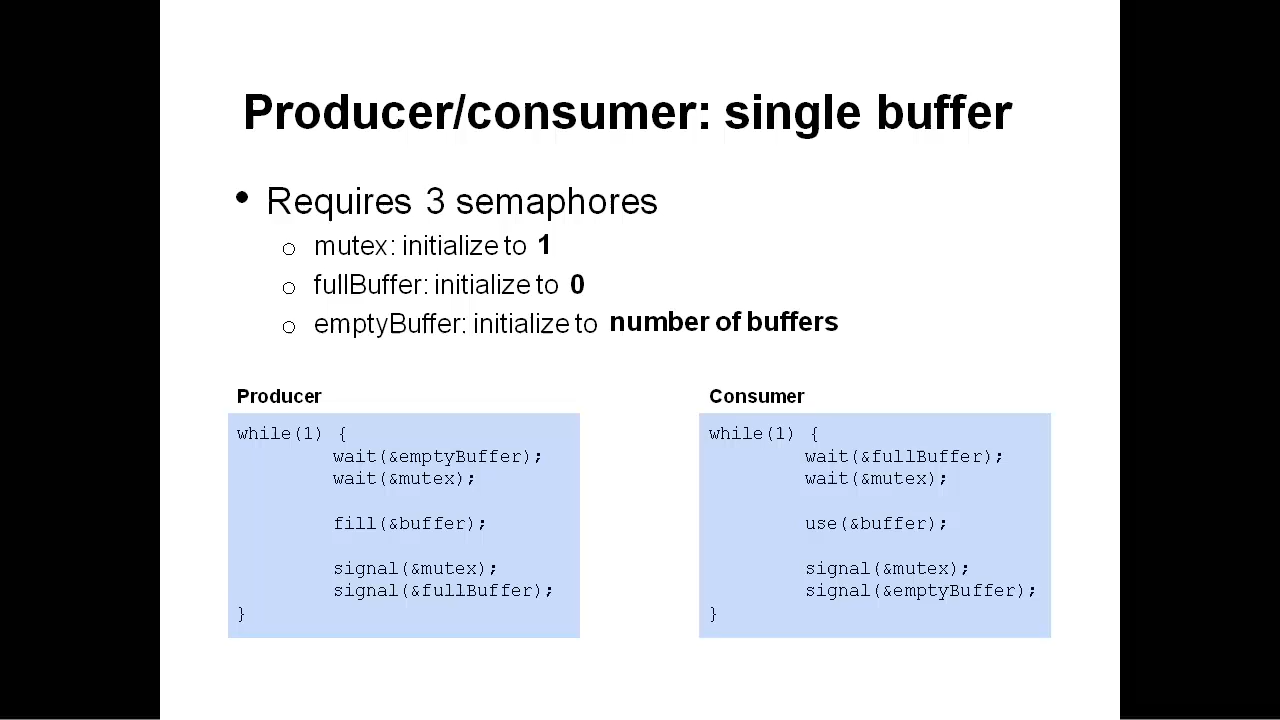 Producer/consumer: single buffer
• Requires 3 semaphores
○ mutex: initialize to 1
○ fullBuffer: initialize to 0
○ emptyBuffer: initialize to number of buffers
Producer
while(1) {
wait(&emptyBuffer);
wait(&mutex);
fill(&buffer);
signal(&mutex);
signal(&fullBuffer);
}
Consumer
while(1) {
wait(&fullBuffer);
wait(&mutex);
use(&buffer);
signal(&mutex);
signal(&emptyBuffer);
}